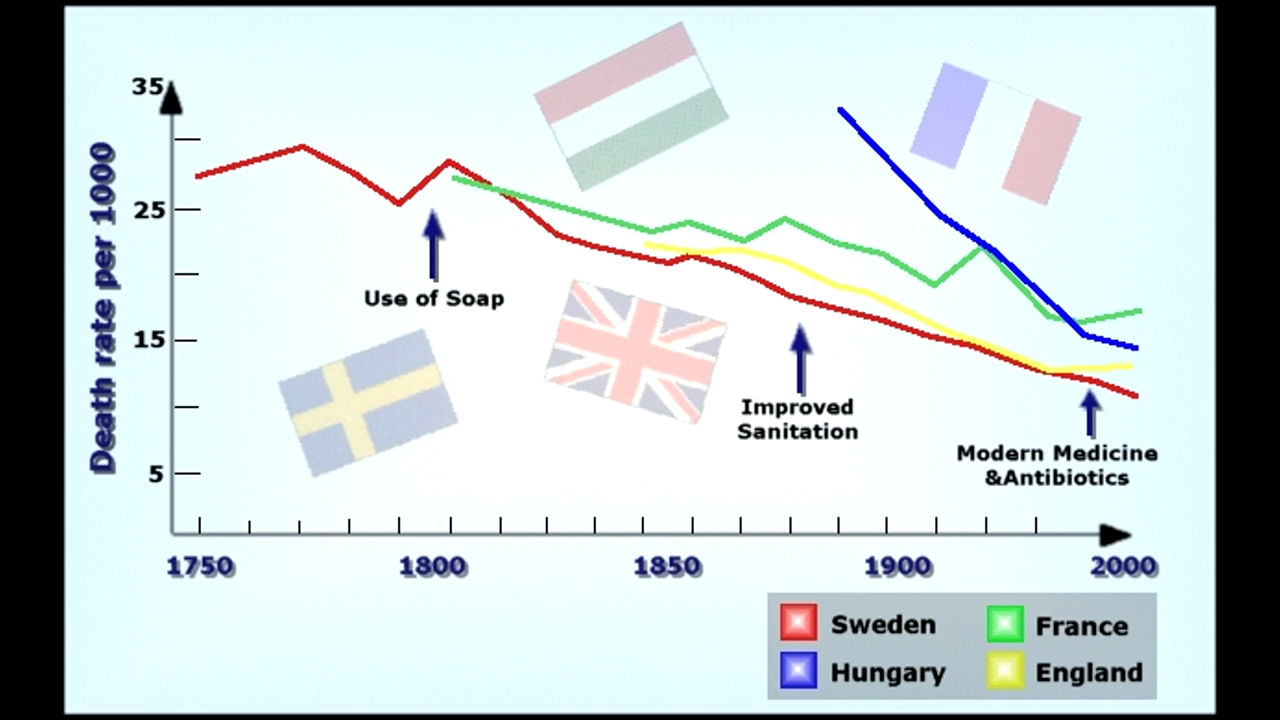 35
25
15
5
Death rate per 1000
Use of Soap
Improved
Sanitation
Modern Medicine
&Antibiotics
1750
1800
1850
1900
2000
Sweden
France
Hungary
England